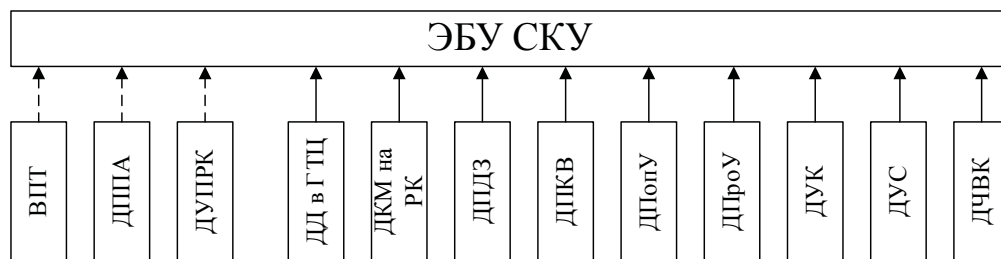 ЭБУ СКУ
ВПТ
ДППА
ДУПРК
ДД в ГТЦ
ДКМ на
РК
ДПДЗ
ДПКВ
ДПопУ
ДПроУ
ДУК
ДУС
ДЧВК